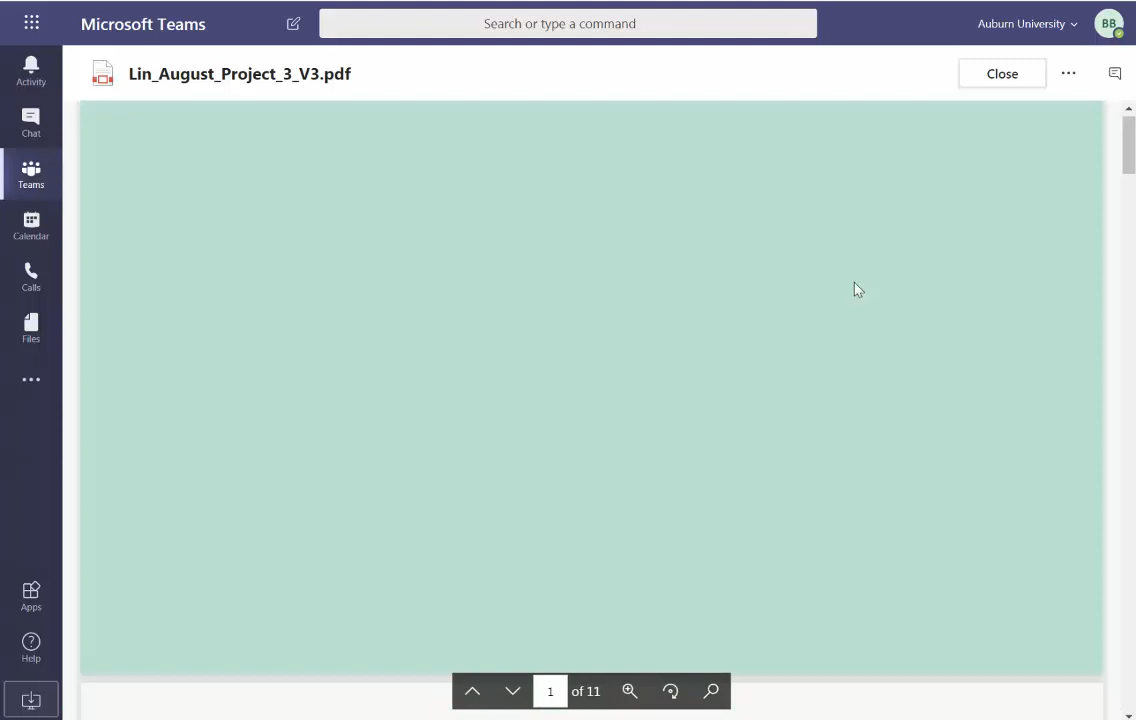 Microsoft Teams
Search or type a command
Auburn University
BB
Activity
Lin_August_Project_3_V3.pdf
Close
Chat
Teams
Calendar
Calls
Files
Apps
Help
1 of 11